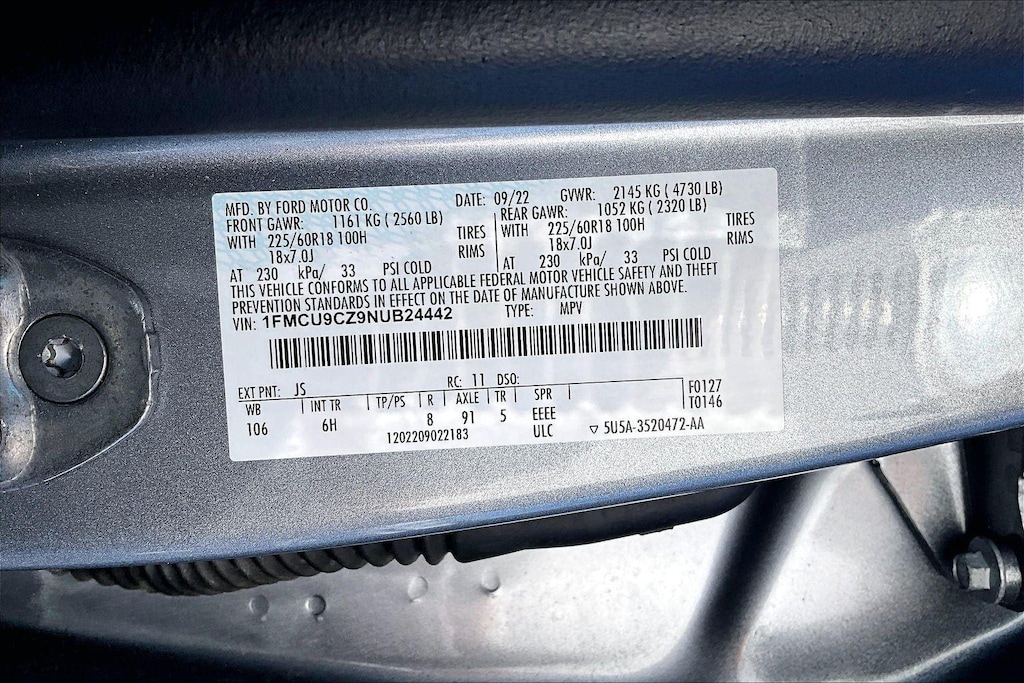 MFD. BY FORD MOTOR CO. DATE: 09/22 GVWR: 2145 KG ( 4730 LB)
FRONT GAWR: 1161 KG ( 2560 LB) REAR GAWR: 1052 KG ( 2320 LB)
WITH 225/60R18 100H TIRES 225/60R18 100H TIRES
18x7.0J RIMS 18x7.0J RIMS
AT 230 kPa/ 33 PSI COLD AT 230 kPa/ 33 PSI COLD
THIS VEHICLE CONFORMS TO ALL APPLICABLE FEDERAL MOTOR VEHICLE SAFETY AND THEFT
PREVENTION STANDARDS IN EFFECT ON THE DATE OF MANUFACTURE SHOWN ABOVE.
VIN: 1FMCU9CZ9NUB24442 TYPE: MPV
EXT PNT: JS RC: 11 DSO:
WB INT TR TP/PS R AXLE TR SPR F0127
106 6H 8 91 5 EEEE T0146
1202209022183 ULC ▽ 5U5A-3520472-AA